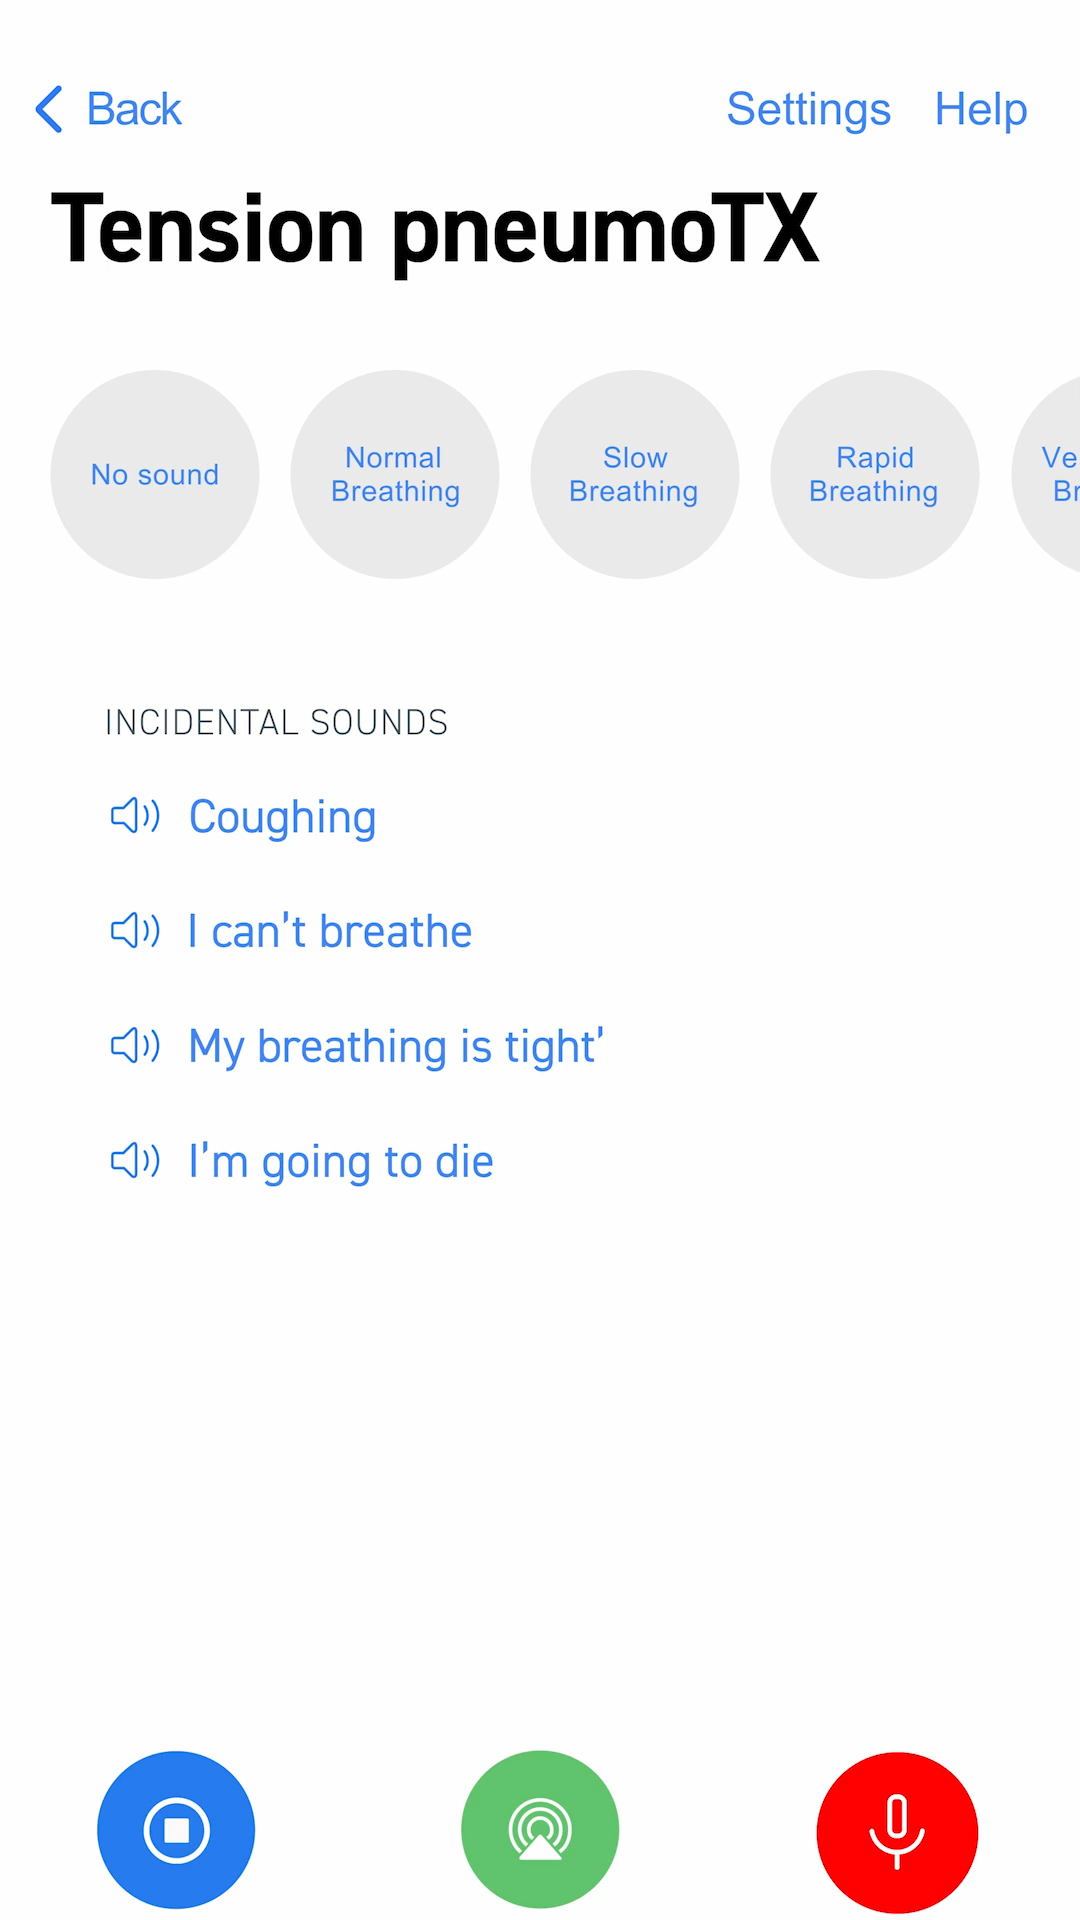 Back Settings Help
Tension pneumoTX
No sound
Normal
Breathing
Slow
Breathing
Rapid
Breathing
INCIDENTAL SOUNDS
Coughing
I can’t breathe
My breathing is tight’
I’m going to die